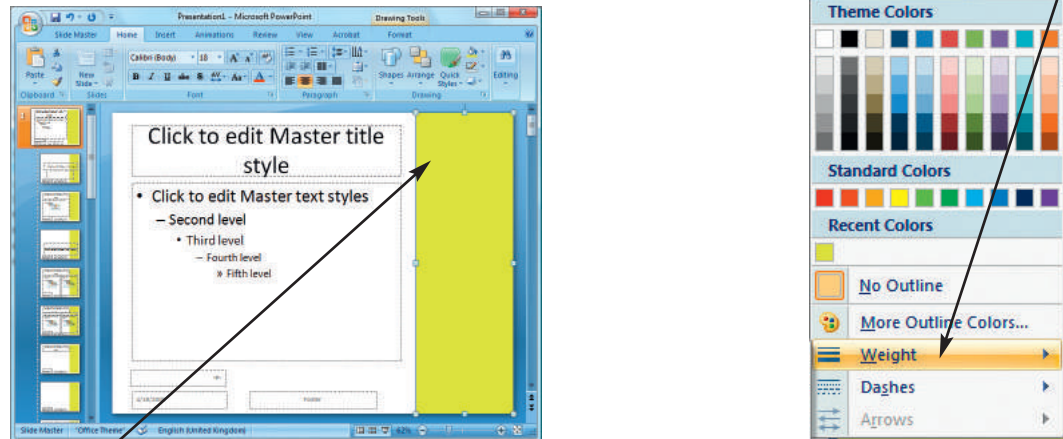 Presentation1 - Microsoft PowerPoint
Drawing Tools
Slide Master Home Insert Animations Review View Acrobat Format
Calibri (Body) 18
Paste
New
Slide
Shapes Arrange Quick
Styles
Editing
Clipboard Slides Font Paragraph Drawing
Click to edit Master title
style
• Click to edit Master text styles
– Second level
• Third level
– Fourth level
» Fifth level
Footer
Slide Master "Office Theme" English (United Kingdom) 62%
Theme Colors
Standard Colors
Recent Colors
No Outline
More Outline Colors...
Weight
Dashes
Arrows